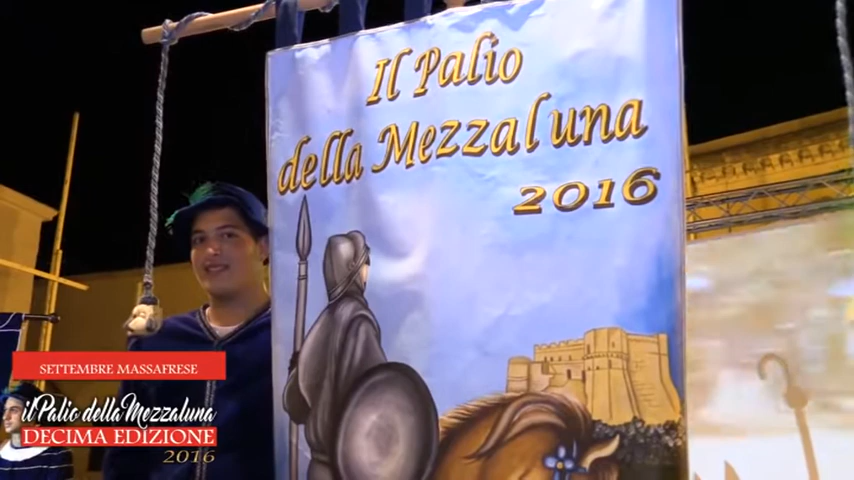 Il Palio
della Mezzaluna
2016
SETTEMBRE MASSAFRESE
il Palio della Mezzaluna
DECIMA EDIZIONE
2016